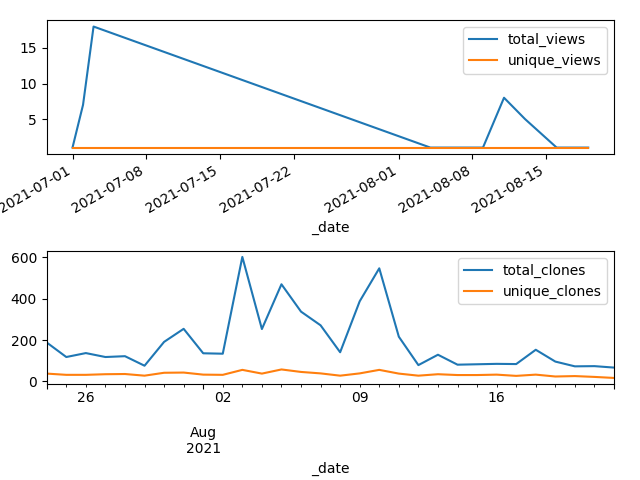 total_views
unique_views
15
10
5
2021-07-01
2021-07-08
2021-07-15
2021-07-22
2021-08-01
2021-08-08
2021-08-15
_date
total_clones
unique_clones
600
400
200
0
26
02
09
16
Aug
2021
_date